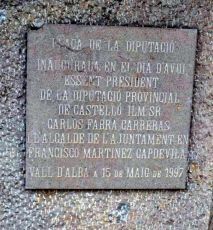 PLAÇA DE LA DIPUTACIÓ
INAUGURADA EN EL DIA D'AVUI
ESSENT PRESIDENT
DE LA DIPUTACIÓ PROVINCIAL
DE CASTELLÓ ILM. SR.
CARLOS FABRA CARRERAS
I L'ALCALDE DE L'AJUNTAMENT EN
FRANCISCO MARTINEZ CAPDEVILA
VALL D'ALBA A 15 DE MAIG DE 1997